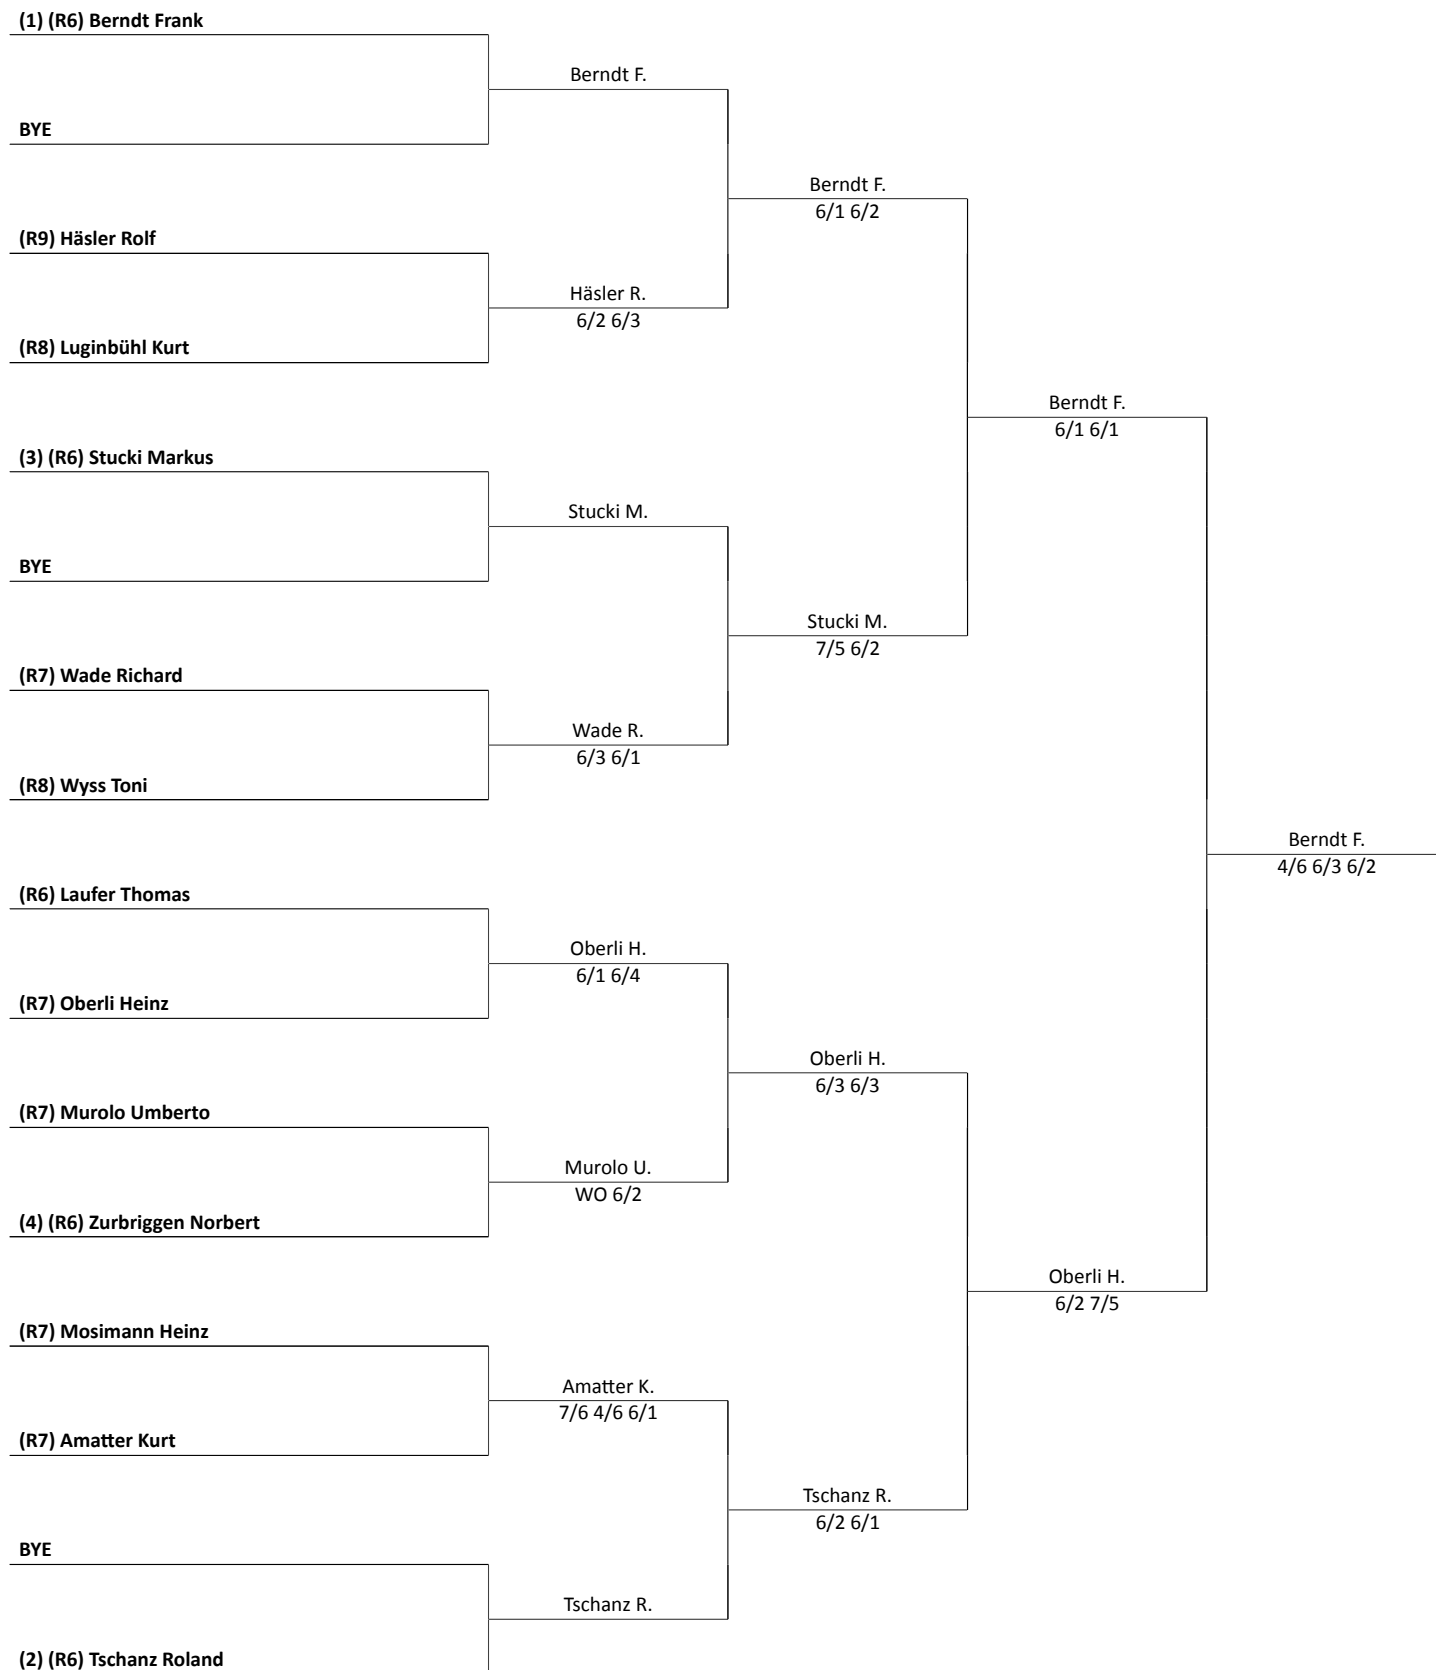 (1) (R6) Berndt Frank
Berndt F.
BYE
Berndt F.
6/1 6/2
(R9) Häsler Rolf
Häsler R.
6/2 6/3
(R8) Luginbühl Kurt
Berndt F.
6/1 6/1
(3) (R6) Stucki Markus
Stucki M.
BYE
Stucki M.
7/5 6/2
(R7) Wade Richard
Wade R.
6/3 6/1
(R8) Wyss Toni
Berndt F.
4/6 6/3 6/2
(R6) Laufer Thomas
Oberli H.
6/1 6/4
(R7) Oberli Heinz
Oberli H.
6/3 6/3
(R7) Murolo Umberto
Murolo U.
WO 6/2
(4) (R6) Zurbriggen Norbert
Oberli H.
6/2 7/5
(R7) Mosimann Heinz
Amatter K.
7/6 4/6 6/1
(R7) Amatter Kurt
Tschanz R.
6/2 6/1
BYE
Tschanz R.
(2) (R6) Tschanz Roland